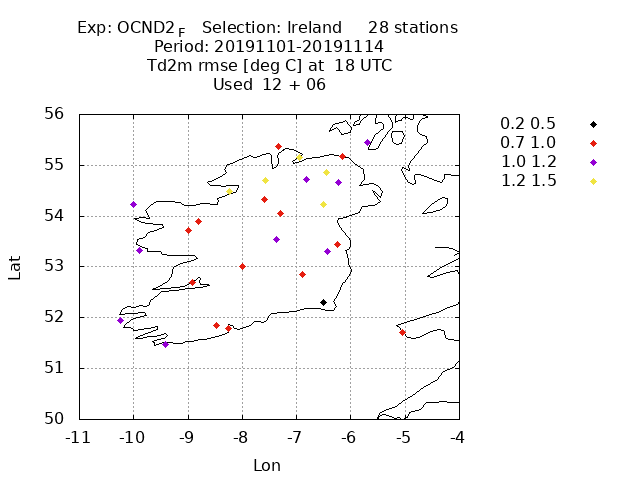 Exp: OCND2F Selection: Ireland 28 stations
Period: 20191101-20191114
Td2m rmse [deg C] at 18 UTC
Used 12 + 06
56
55
54
53
52
51
50
-11 -10 -9 -8 -7 -6 -5 -4
Lat
Lon
0.2 0.5
0.7 1.0
1.0 1.2
1.2 1.5